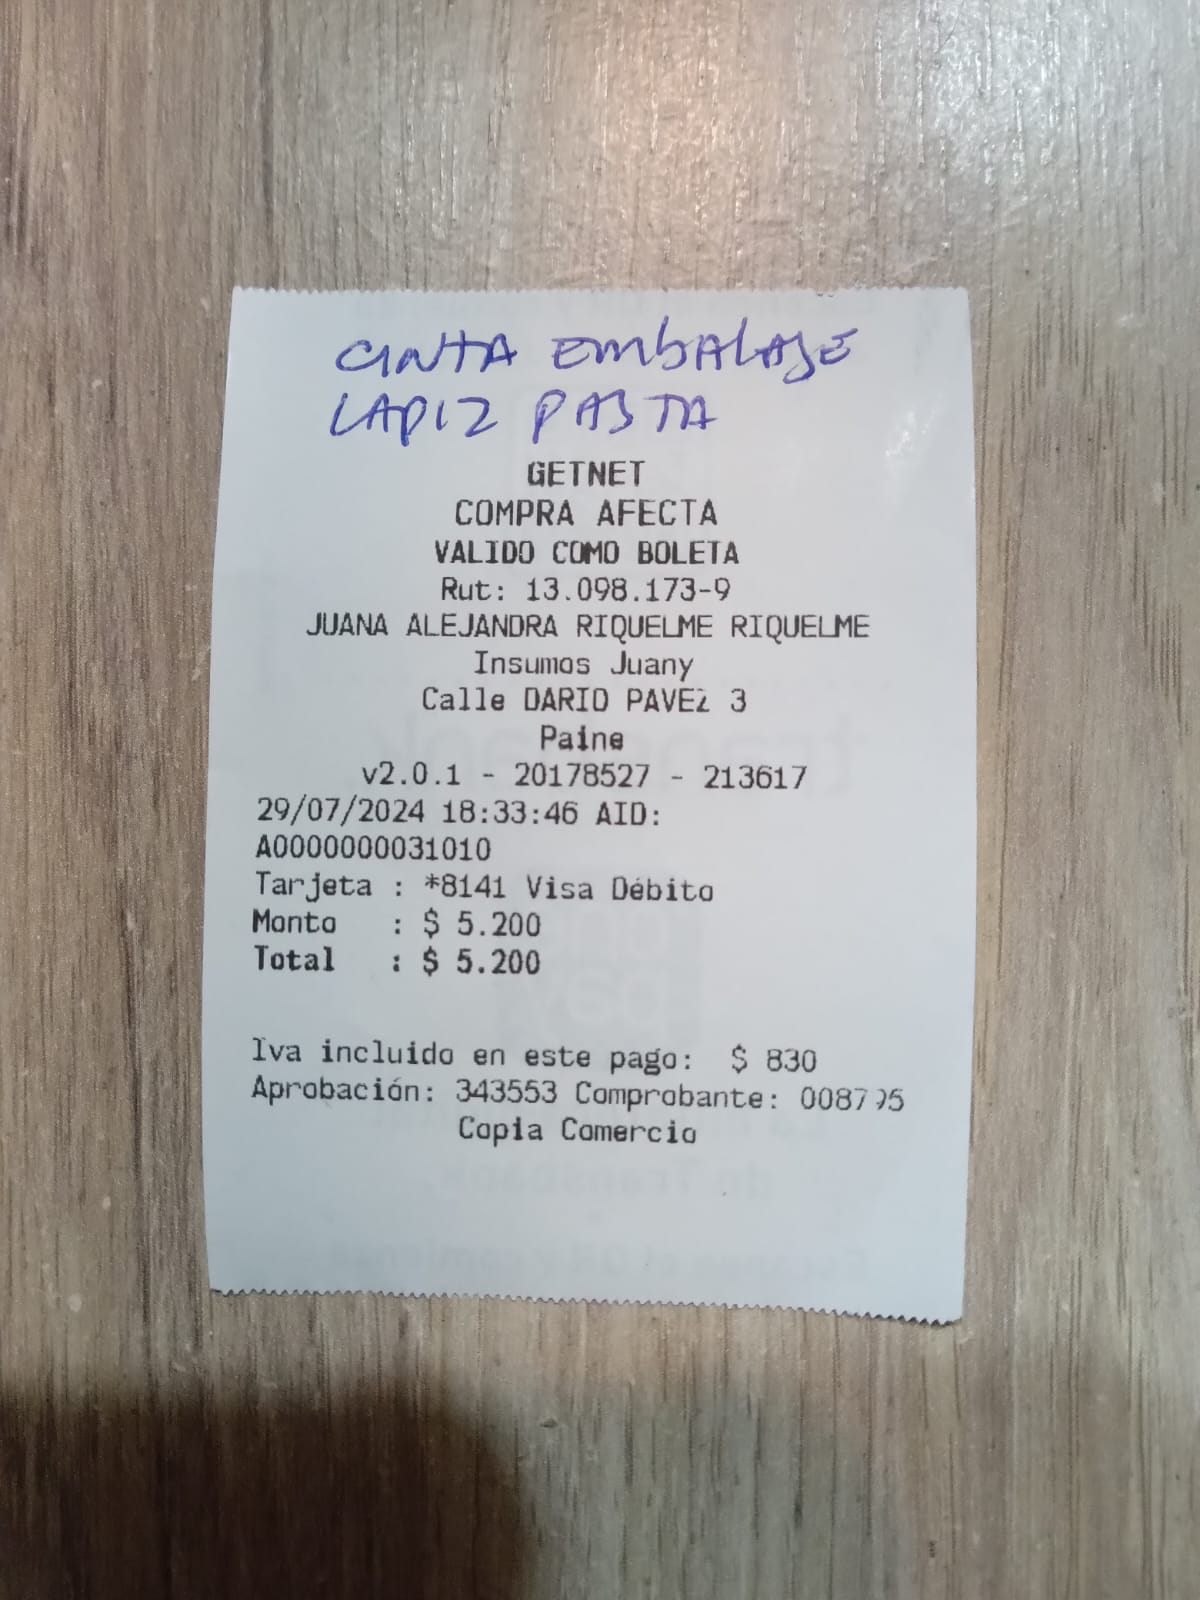 CINTA EMBALAJE
LAPIZ PASTA
GETNET
COMPRA AFECTA
VALIDO COMO BOLETA
Rut: 13.098.173-9
JUANA ALEJANDRA RIQUELME RIQUELME
Insumos Juany
Calle DARIO PAVEZ 3
Paine
v2.0.1 - 20178527 - 213617
29/07/2024 18:33:46 AID:
A0000000031010
Tarjeta : *8141 Visa Débito
Monto : $ 5.200
Total : $ 5.200
Iva incluido en este pago: $ 830
Aprobación: 343553 Comprobante:
Copia Comercio